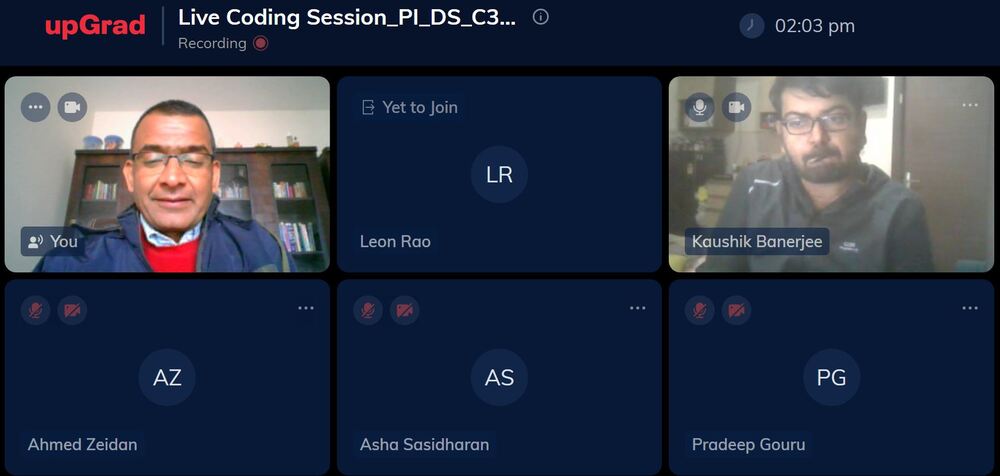 upGrad
Live Coding Session_PI_DS_C3...
Recording
02:03 pm
You
Yet to Join
LR
Leon Rao
Kaushik Banerjee
AZ
Ahmed Zeidan
AS
Asha Sasidharan
PG
Pradeep Gouru